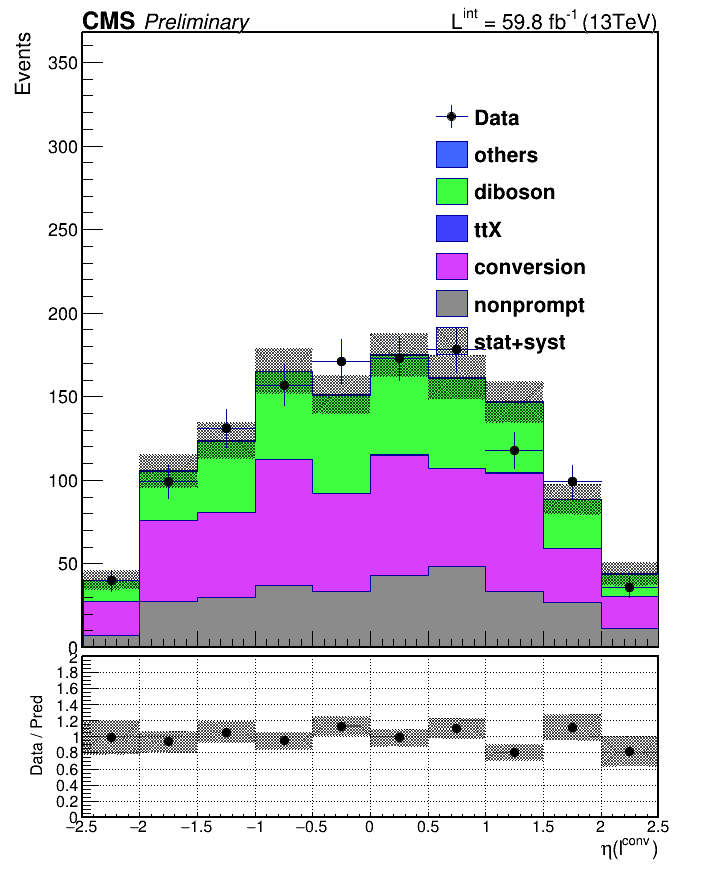 CMS Preliminary L^int = 59.8 fb^-1 (13TeV)
Events
350
300
250
200
150
100
50
0
Data
others
diboson
ttX
conversion
nonprompt
stat+syst
Data / Pred
2
1.8
1.6
1.4
1.2
1
0.8
0.6
0.4
0.2
0
−2.5 −2 −1.5 −1 −0.5 0 0.5 1 1.5 2 2.5
η(l^conv)